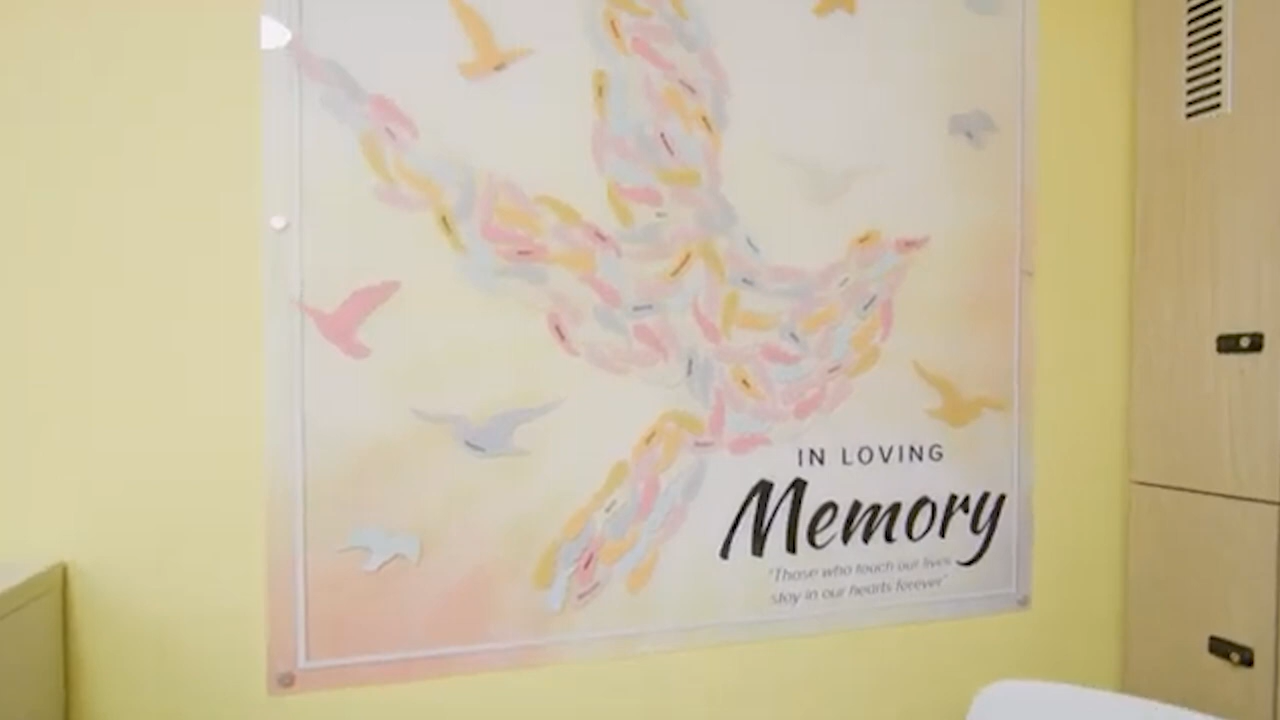 IN LOVING
Memory
"Those who touch our lives
stay in our hearts forever"